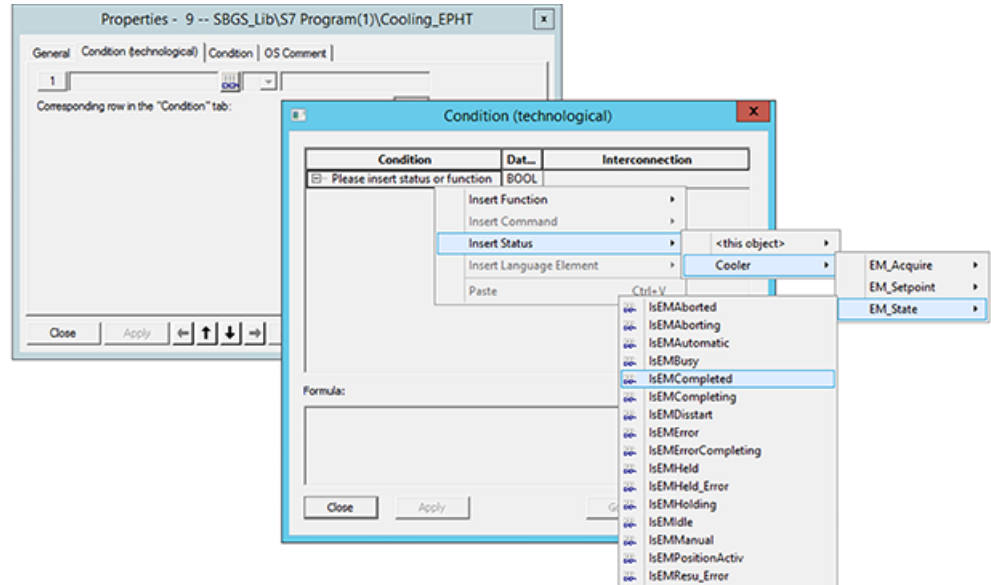 Properties - 9 -- SBGS_Lib\S7 Program(1)\Cooling_EPHT
x
General Condition (technological) Condition OS Comment
1
Corresponding row in the "Condition" tab:
Close Apply
Condition (technological)
x
Condition Dat... Interconnection
Please insert status or function BOOL
Insert Function
Insert Command
Insert Status
Insert Language Element
Paste Ctrl+V
<this object>
Cooler
EM_Acquire
EM_Setpoint
EM_State
IsEMAborted
IsEMAborting
IsEMAutomatic
IsEMBusy
IsEMCompleted
IsEMCompleting
IsEMDisstart
IsEMError
IsEMErrorCompleting
IsEMHeld
IsEMHeld_Error
IsEMHolding
IsEMIdle
IsEMManual
IsEMPositionActiv
IsEMResu_Error
Formula:
Close Apply